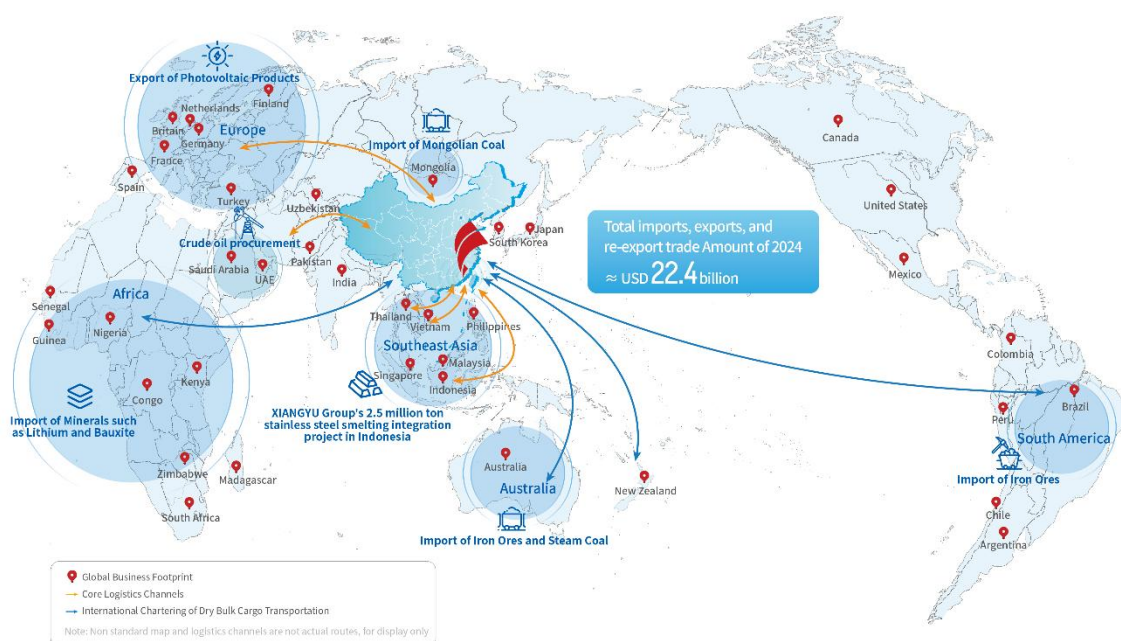 Export of Photovoltaic Products
Netherlands
Finland
Britain
Europe
Germany
France
Spain
Turkey
Import of Mongolian Coal
Mongolia
Uzbekistan
Crude oil procurement
Saudi Arabia
UAE
Pakistan
India
Japan
South Korea
Canada
United States
Mexico
Total imports, exports, and
re-export trade Amount of 2024
≈ USD 22.4 billion
Africa
Senegal
Guinea
Nigeria
Kenya
Congo
Import of Minerals such
as Lithium and Bauxite
Zimbabwe
Madagascar
South Africa
Thailand
Vietnam
Philippines
Southeast Asia
Malaysia
Singapore
Indonesia
XIANGYU Group's 2.5 million ton
stainless steel smelting integration
project in Indonesia
Australia
Australia
New Zealand
Import of Iron Ores and Steam Coal
Colombia
Brazil
Peru
South America
Import of Iron Ores
Chile
Argentina
Global Business Footprint
Core Logistics Channels
International Chartering of Dry Bulk Cargo Transportation
Note: Non standard map and logistics channels are not actual routes, for display only